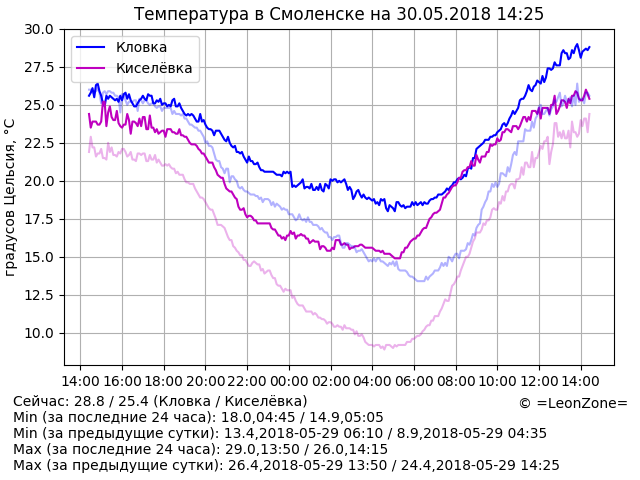 Температура в Смоленске на 30.05.2018 14:25
градусов Цельсия, °C
30.0
27.5
25.0
22.5
20.0
17.5
15.0
12.5
10.0
Кловка
Киселёвка
14:00 16:00 18:00 20:00 22:00 00:00 02:00 04:00 06:00 08:00 10:00 12:00 14:00
Сейчас: 28.8 / 25.4 (Кловка / Киселёвка)
© =LeonZone=
Min (за последние 24 часа): 18.0,04:45 / 14.9,05:05
Min (за предыдущие сутки): 13.4,2018-05-29 06:10 / 8.9,2018-05-29 04:35
Max (за последние 24 часа): 29.0,13:50 / 26.0,14:15
Max (за предыдущие сутки): 26.4,2018-05-29 13:50 / 24.4,2018-05-29 14:25